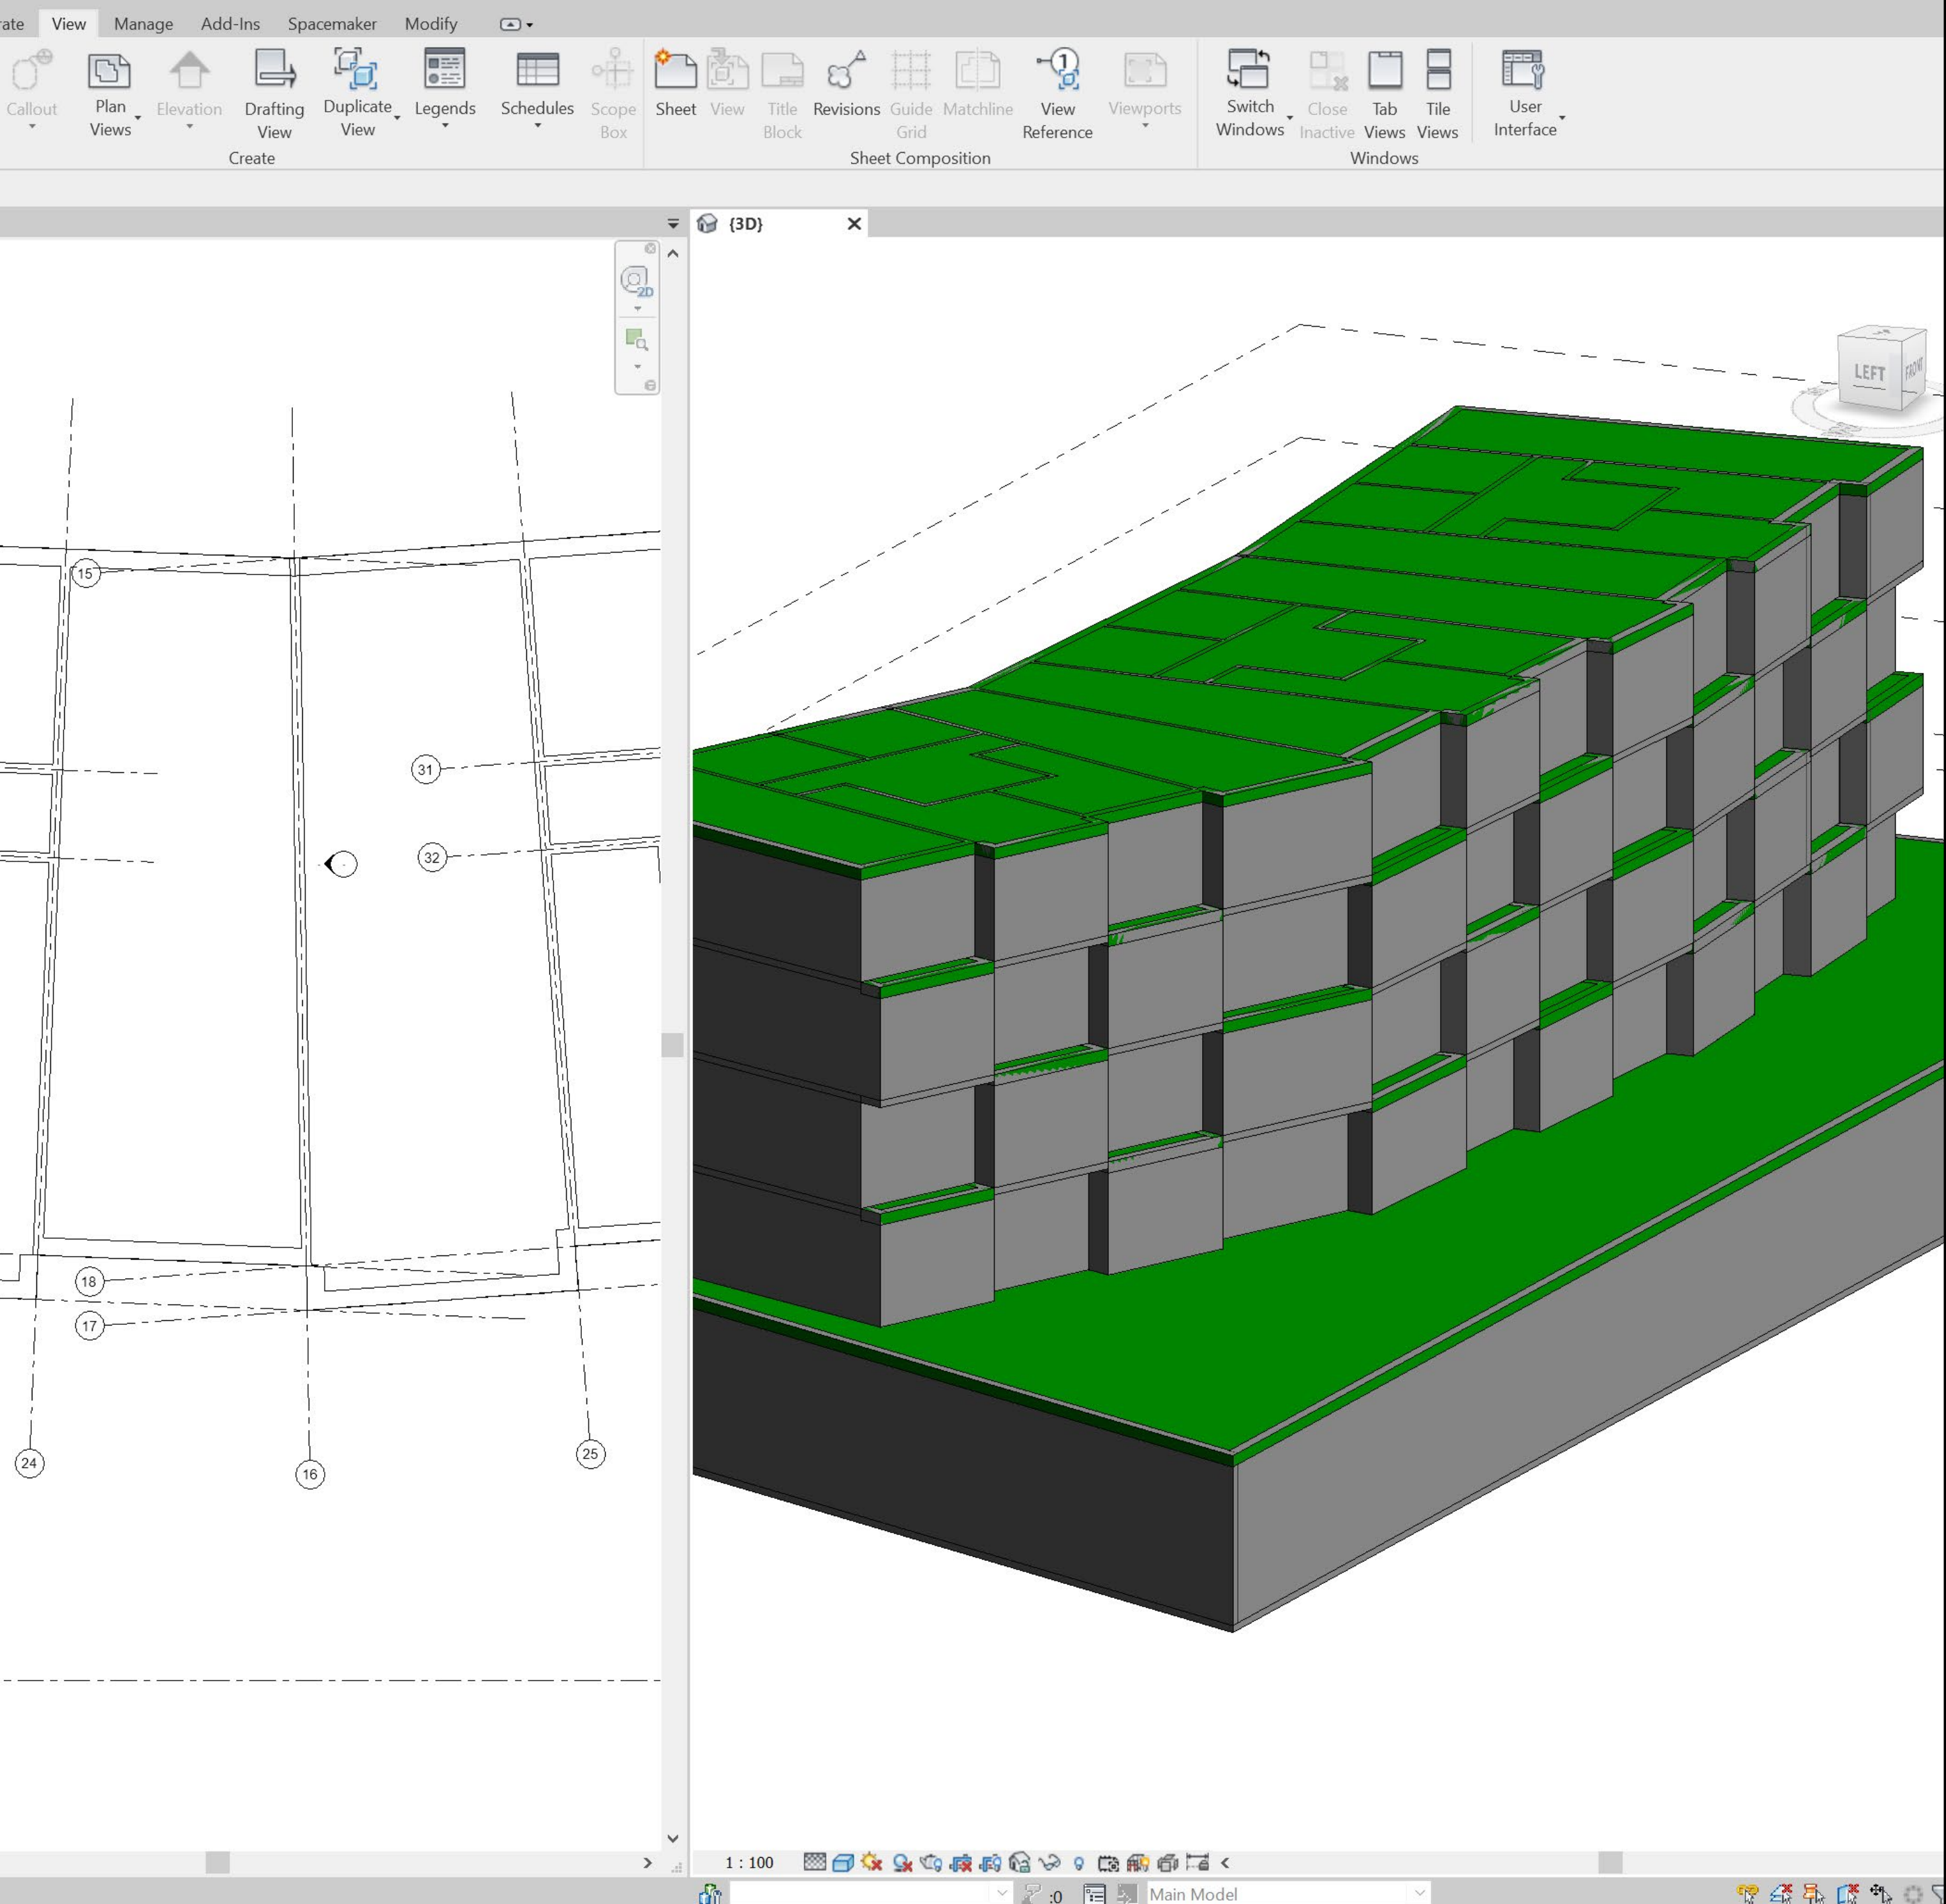 View Manage Add-Ins Spacemaker Modify
Callout
Plan Views
Elevation
Drafting View
Duplicate View
Legends
Schedules
Scope Box
Sheet
View
Title Block
Revisions
Guide Grid
Matchline
View Reference
Viewports
Switch Windows
Close Inactive
Tab Views
Tile Views
User Interface
Create
Sheet Composition
Windows
{3D}
2D
LEFT
FRONT
15
31
32
18
17
24
16
25
1 : 100
:0
Main Model